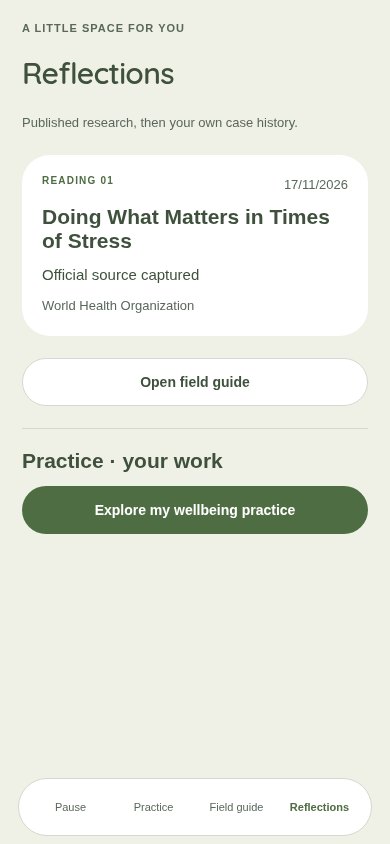 A LITTLE SPACE FOR YOU
Reflections
Published research, then your own case history.
READING 01
17/11/2026
Doing What Matters in Times
of Stress
Official source captured
World Health Organization
Open field guide
Practice · your work
Explore my wellbeing practice
Pause
Practice
Field guide
Reflections